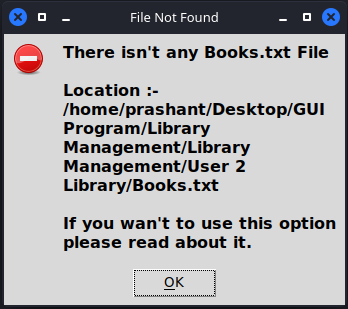 File Not Found
There isn't any Books.txt File
Location :-
/home/prashant/Desktop/GUI
Program/Library
Management/Library
Management/User 2
Library/Books.txt
If you wan't to use this option
please read about it.
OK